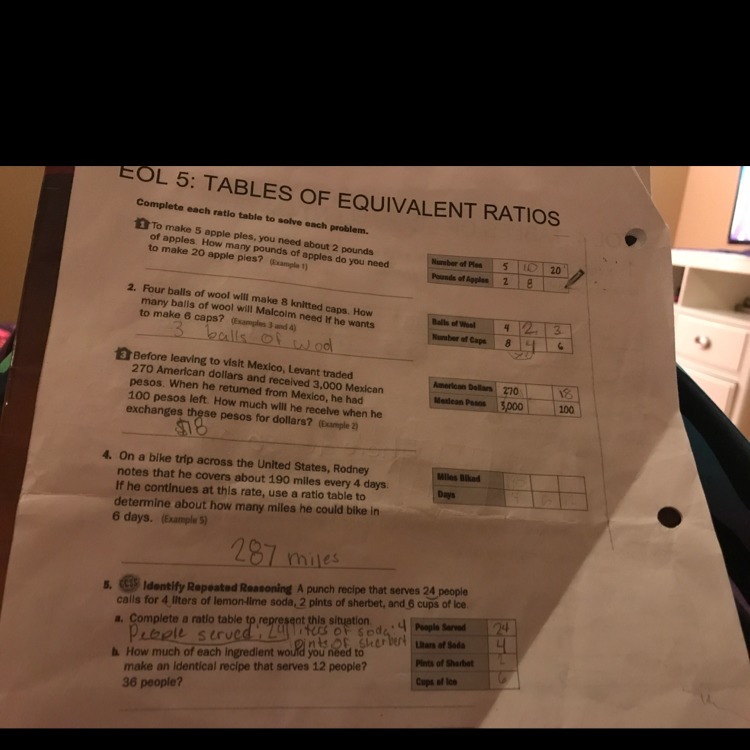 EOL 5: TABLES OF EQUIVALENT RATIOS
Complete each ratio table to solve each problem.
1 To make 5 apple pies, you need about 2 pounds
of apples. How many pounds of apples do you need
to make 20 apple pies? (Example 1)
Number of Pies 5 10 20
Pounds of Apples 2 8
2. Four balls of wool will make 8 knitted caps. How
many balls of wool will Malcolm need if he wants
to make 6 caps? (Examples 3 and 4)
3 balls of wool
Balls of Wool 4 2 3
Number of Caps 8 4 6
3 Before leaving to visit Mexico, Levant traded
270 American dollars and received 3,000 Mexican
pesos. When he returned from Mexico, he had
100 pesos left. How much will he receive when he
exchanges these pesos for dollars? (Example 2)
$18
American Dollars 270 18
Mexican Pesos 3,000 100
4. On a bike trip across the United States, Rodney
notes that he covers about 190 miles every 4 days.
If he continues at this rate, use a ratio table to
determine about how many miles he could bike in
6 days. (Example 5)
Miles Biked
Days
287 miles
5. Identify Repeated Reasoning A punch recipe that serves 24 people
calls for 4 liters of lemon-lime soda, 2 pints of sherbet, and 6 cups of ice.
a. Complete a ratio table to represent this situation.
People served: 24 liters of soda: 4
pints of sherbert
b. How much of each ingredient would you need to
make an identical recipe that serves 12 people?
36 people?
People Served 24
Liters of Soda 4
Pints of Sherbet 2
Cups of Ice 6